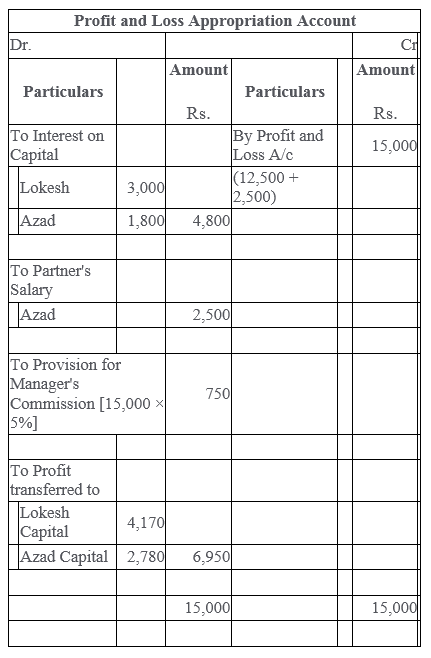 Profit and Loss Appropriation Account
Dr. Cr
Particulars Amount Rs. Particulars Amount Rs.
To Interest on Capital By Profit and Loss A/c 15,000
Lokesh 3,000 (12,500 + 2,500)
Azad 1,800 4,800
To Partner's Salary
Azad 2,500
To Provision for Manager's Commission [15,000 × 5%] 750
To Profit transferred to
Lokesh Capital 4,170
Azad Capital 2,780 6,950
15,000 15,000